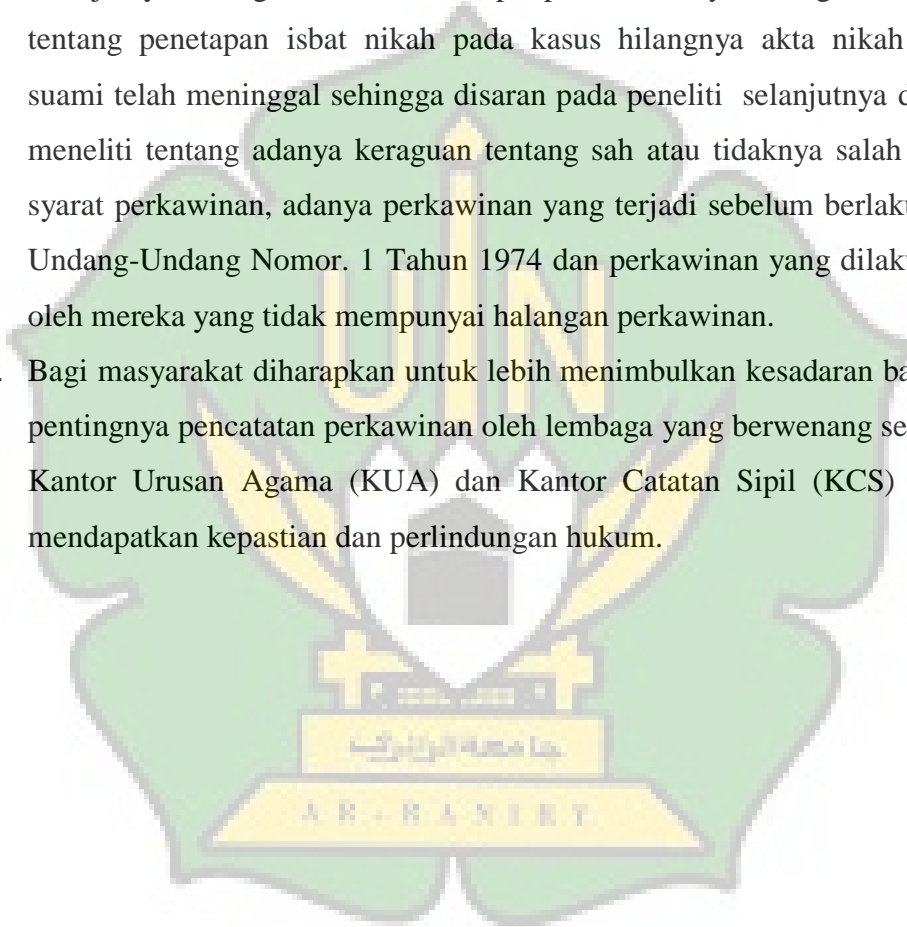 tentang penetapan isbat nikah pada kasus hilangnya akta nikah
suami telah meninggal sehingga disaran pada peneliti selanjutnya
meneliti tentang adanya keraguan tentang sah atau tidaknya salah
syarat perkawinan, adanya perkawinan yang terjadi sebelum
Undang-Undang Nomor. 1 Tahun 1974 dan perkawinan yang
oleh mereka yang tidak mempunyai halangan perkawinan.
Bagi masyarakat diharapkan untuk lebih menimbulkan kesadaran
pentingnya pencatatan perkawinan oleh lembaga yang berwenang
Kantor Urusan Agama (KUA) dan Kantor Catatan Sipil (KCS)
mendapatkan kepastian dan perlindungan hukum.
UIN
جامعة الرانري
AR-RANIRY